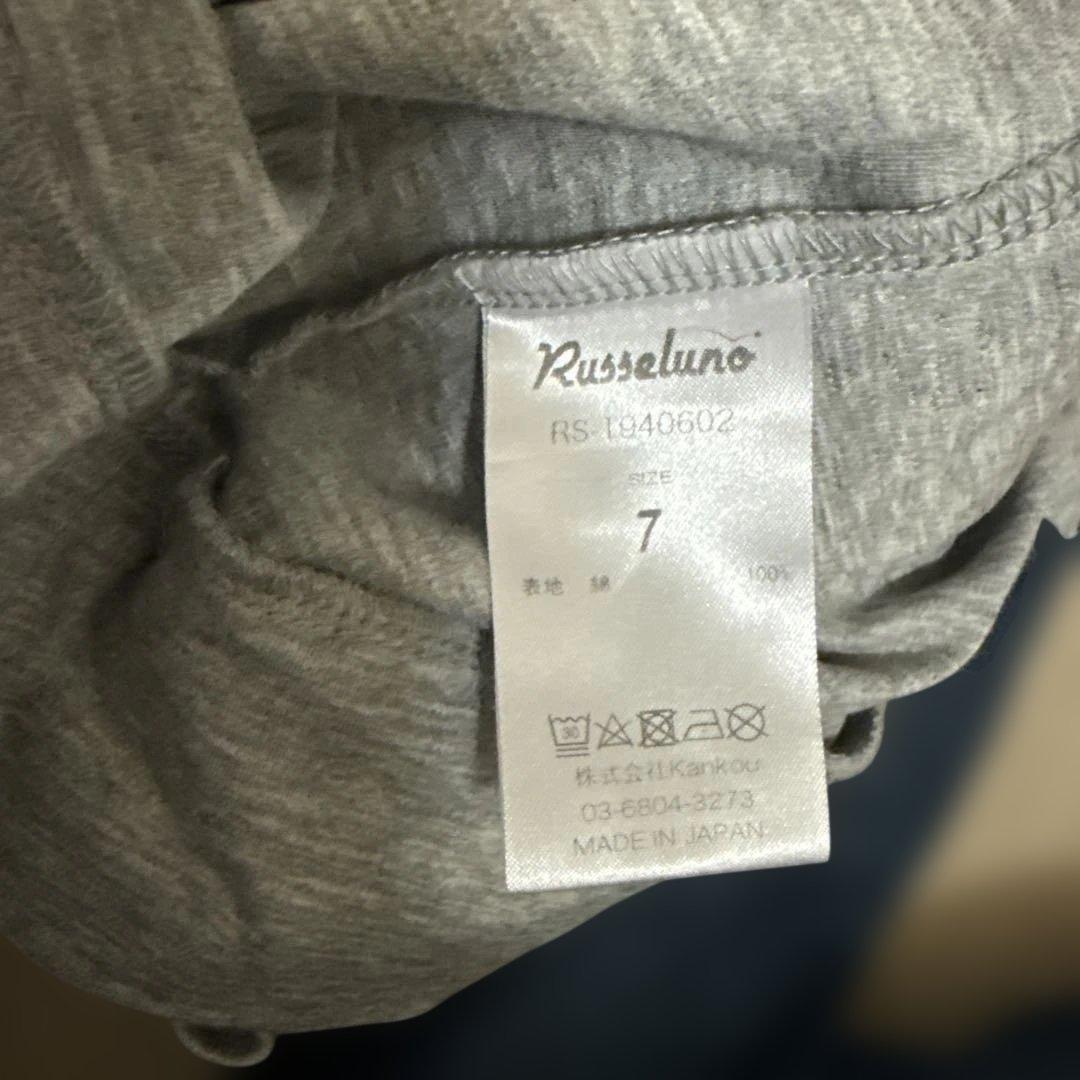 Russeluno
RS-1940602
SIZE
7
表地 綿 100%
30
株式会社Kankou
03-6804-3273
MADE IN JAPAN